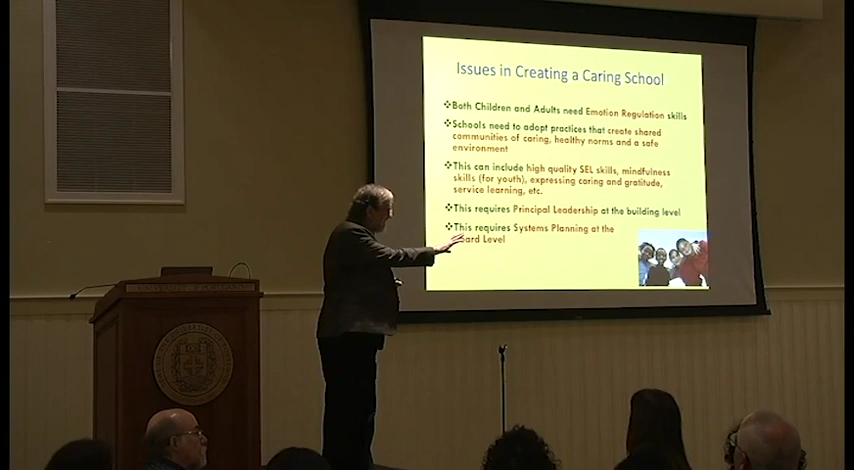 Issues in Creating a Caring School
❖Both Children and Adults need Emotion Regulation skills
❖Schools need to adopt practices that create shared
communities of caring, healthy norms and a safe
environment
❖This can include high quality SEL skills, mindfulness
skills (for youth), expressing caring and gratitude,
service learning, etc.
❖This requires Principal Leadership at the building level
❖This requires Systems Planning at the
Level